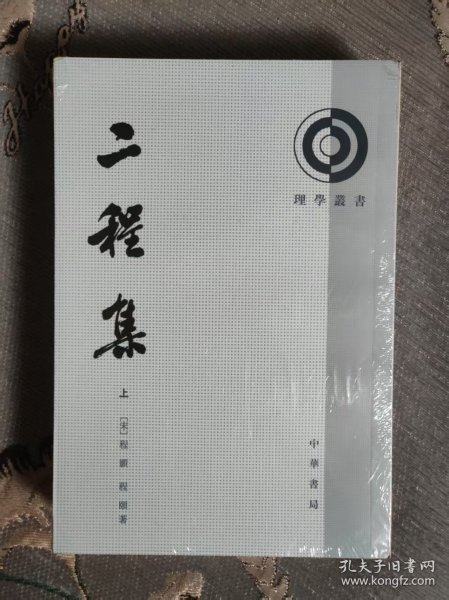 二程集
上
〔宋〕程顥 程頤著
理學叢書
中華書局
孔夫子旧书网
www.kongfz.com